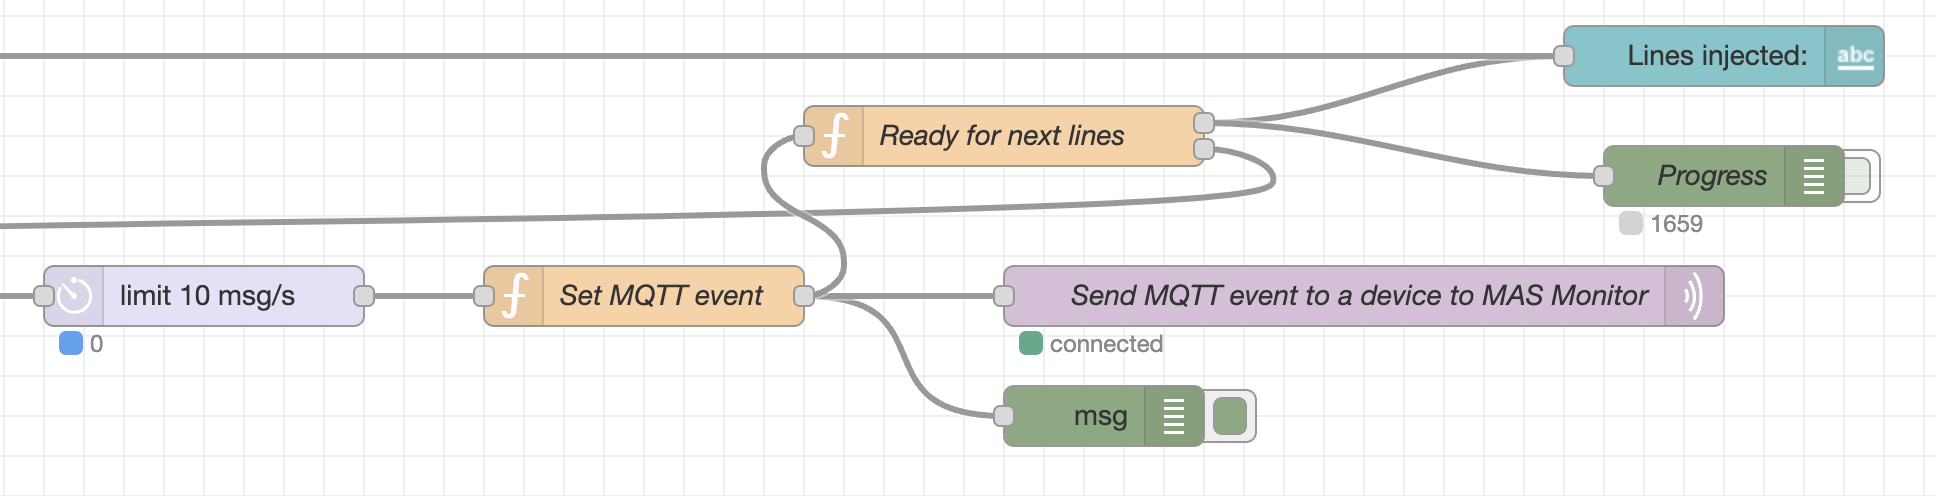 Lines injected:
abc
Ready for next lines
Progress
1659
limit 10 msg/s
0
Set MQTT event
Send MQTT event to a device to MAS Monitor
connected
msg